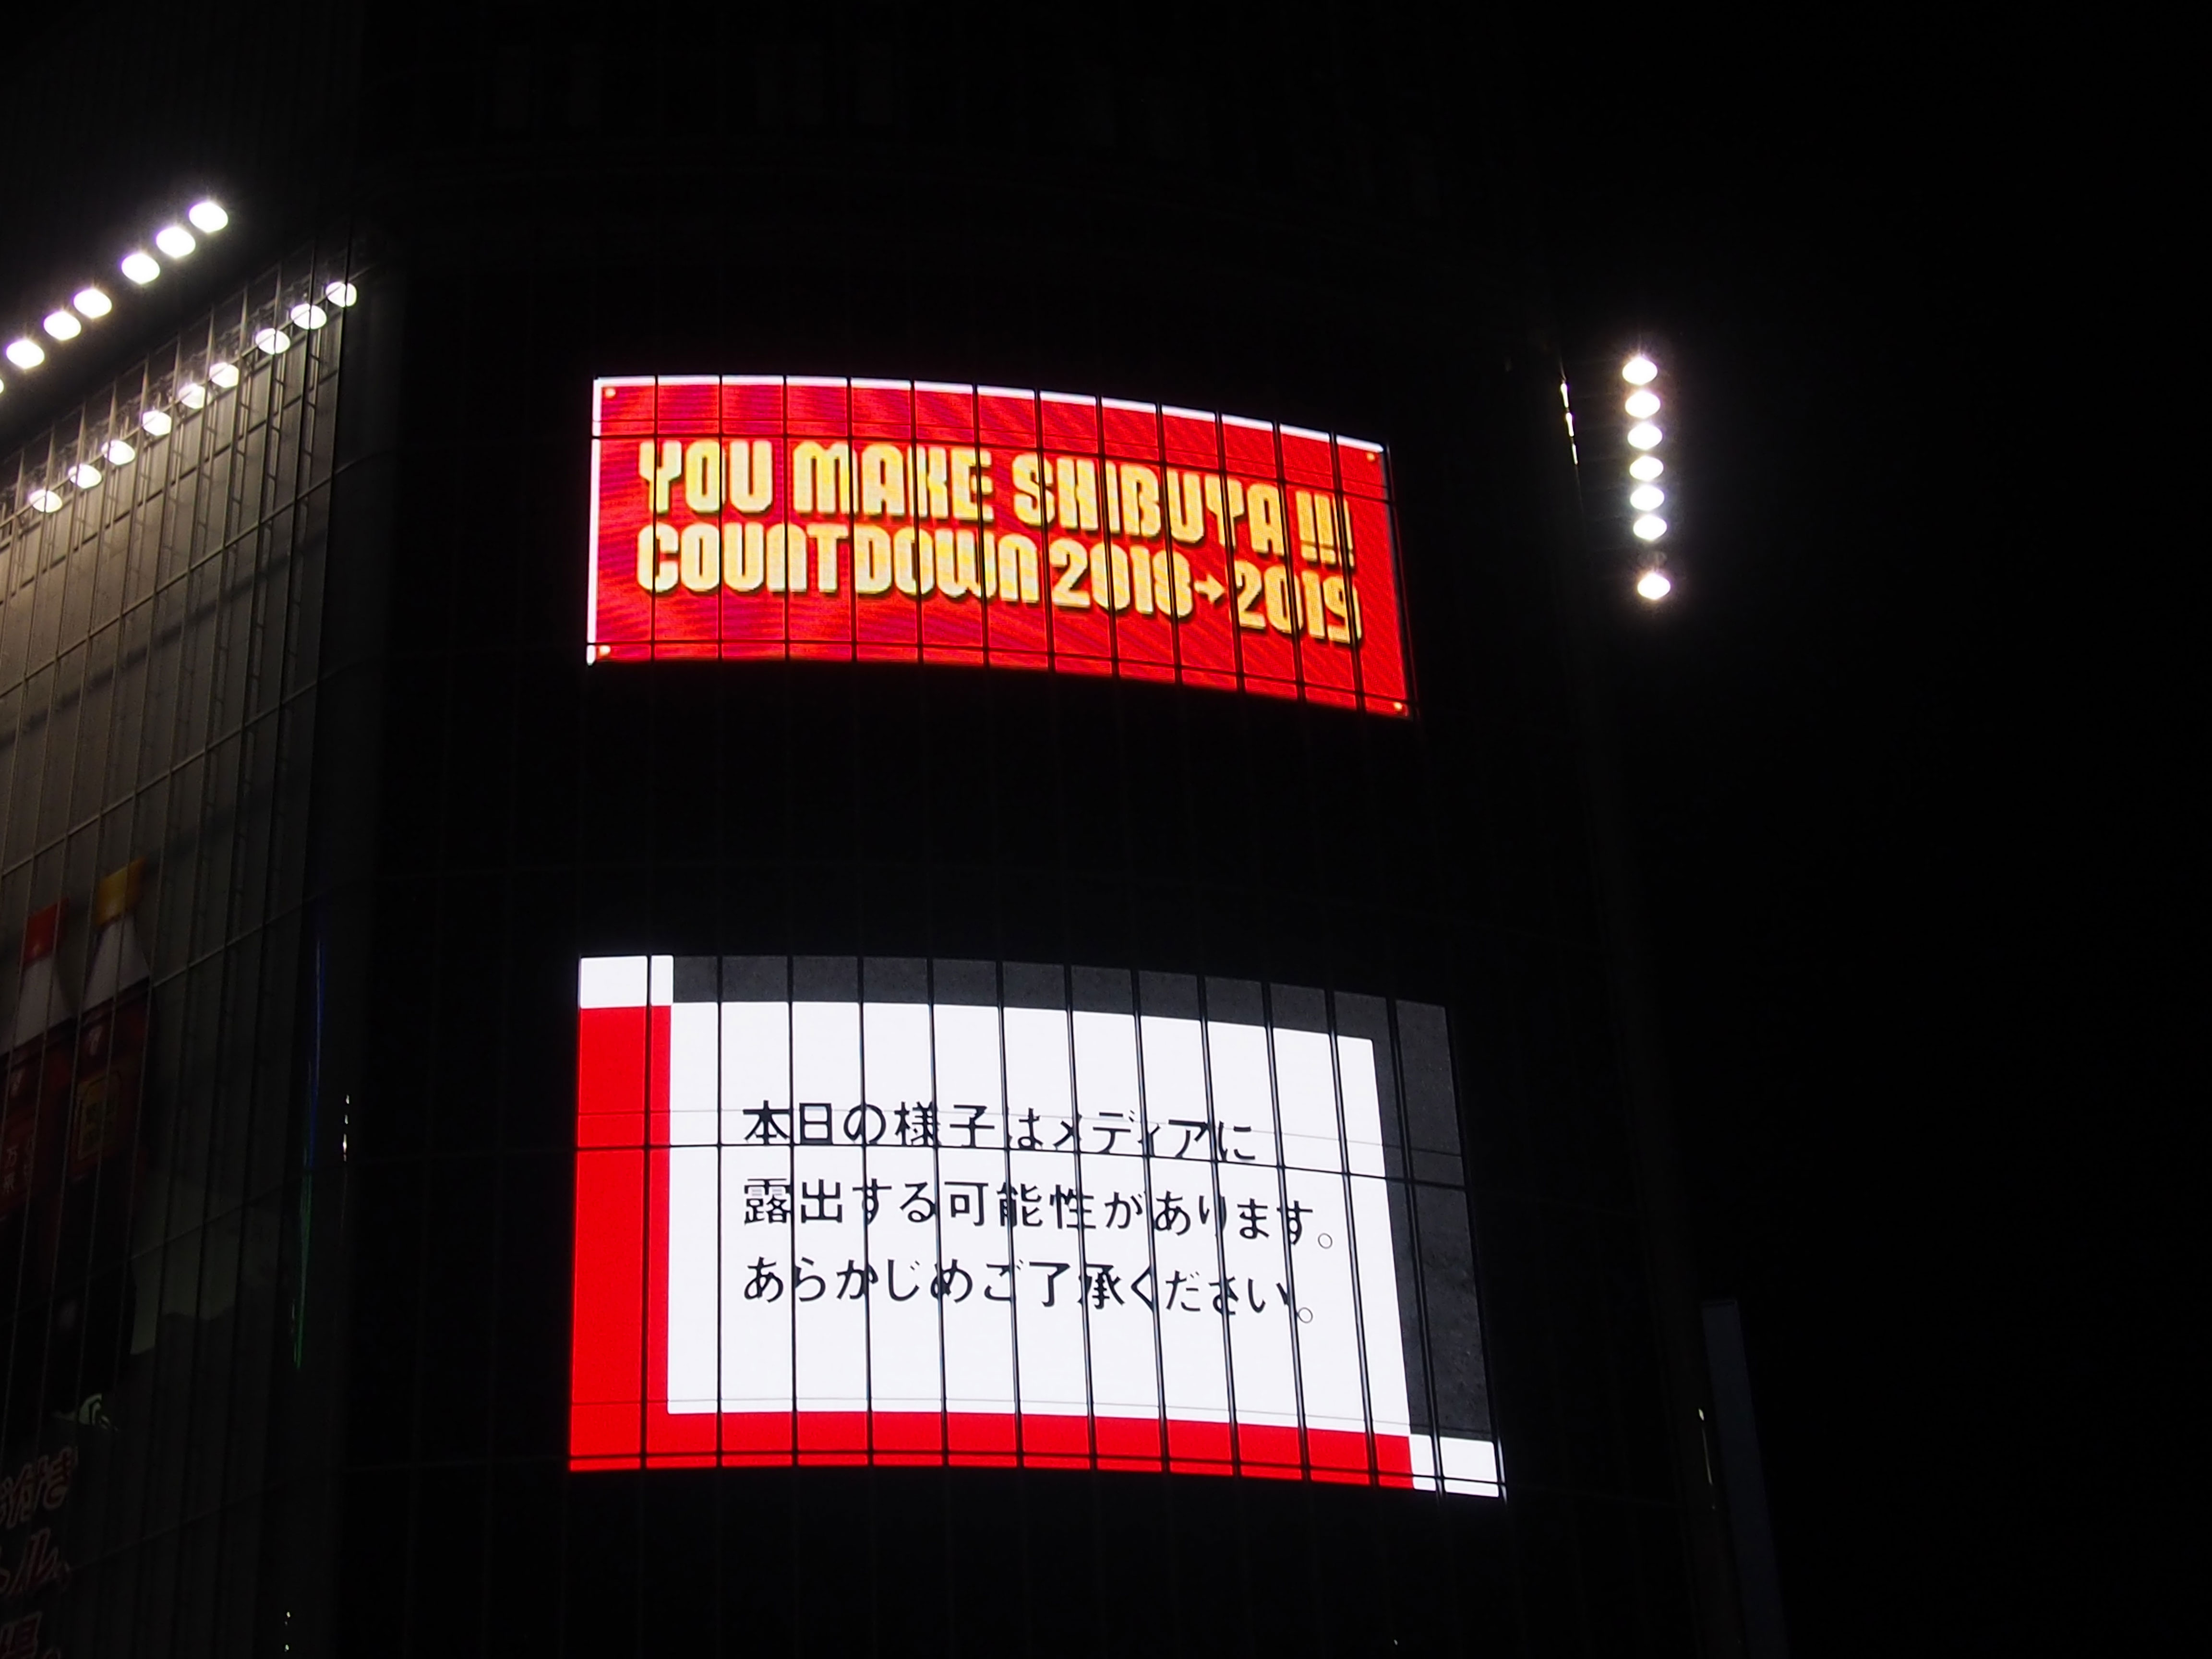 YOU MAKE SHIBUYA !!!
COUNTDOWN 2018→2019
本日の様子はメディアに
露出する可能性があります。
あらかじめご了承ください。